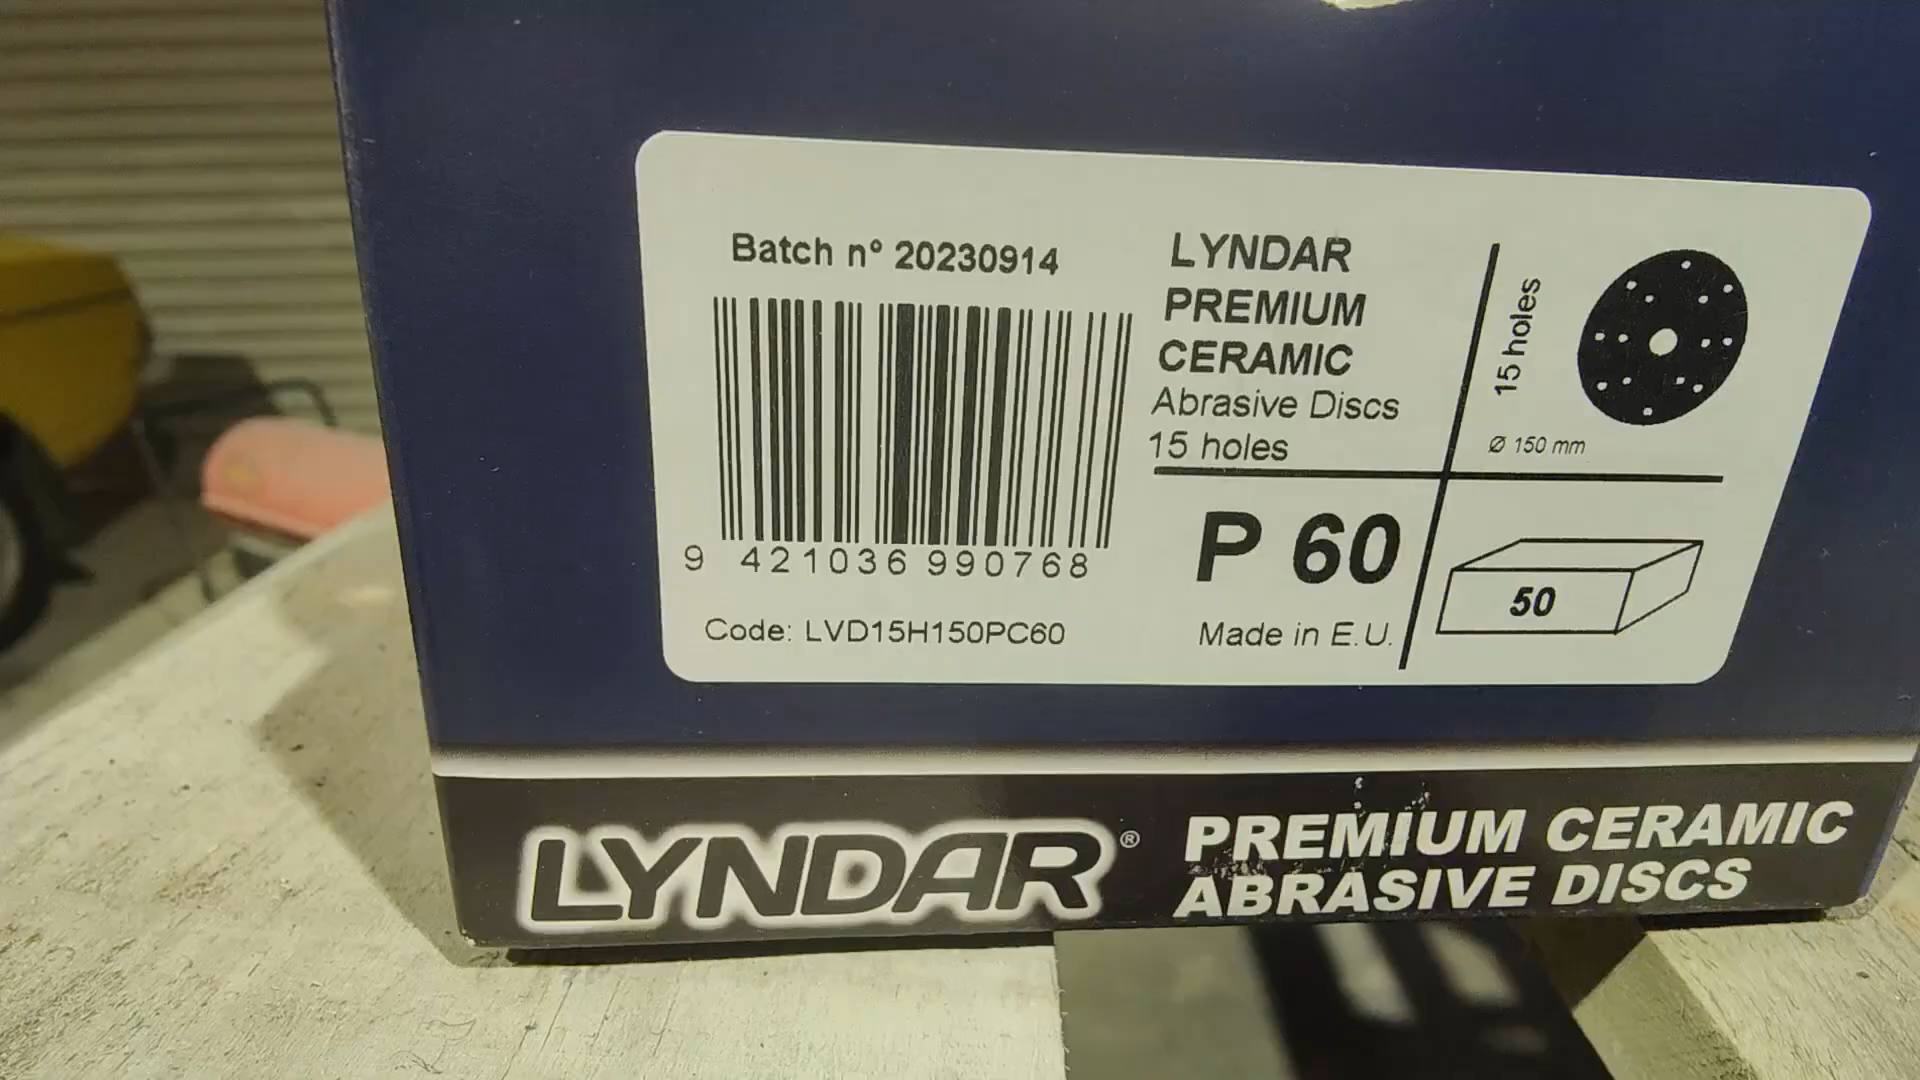 Batch nº 20230914
9 421036 990768
Code: LVD15H150PC60
LYNDAR
PREMIUM
CERAMIC
Abrasive Discs
15 holes
15 holes
Ø 150 mm
P 60
Made in E.U.
50
LYNDAR®
PREMIUM CERAMIC
ABRASIVE DISCS